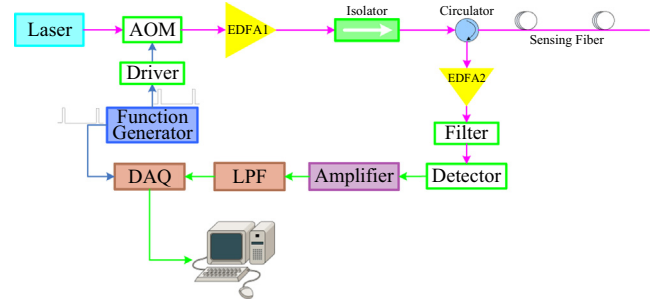 Laser
AOM
EDFA1
Isolator
Circulator
Sensing Fiber
Driver
EDFA2
Function
Generator
Filter
DAQ
LPF
Amplifier
Detector